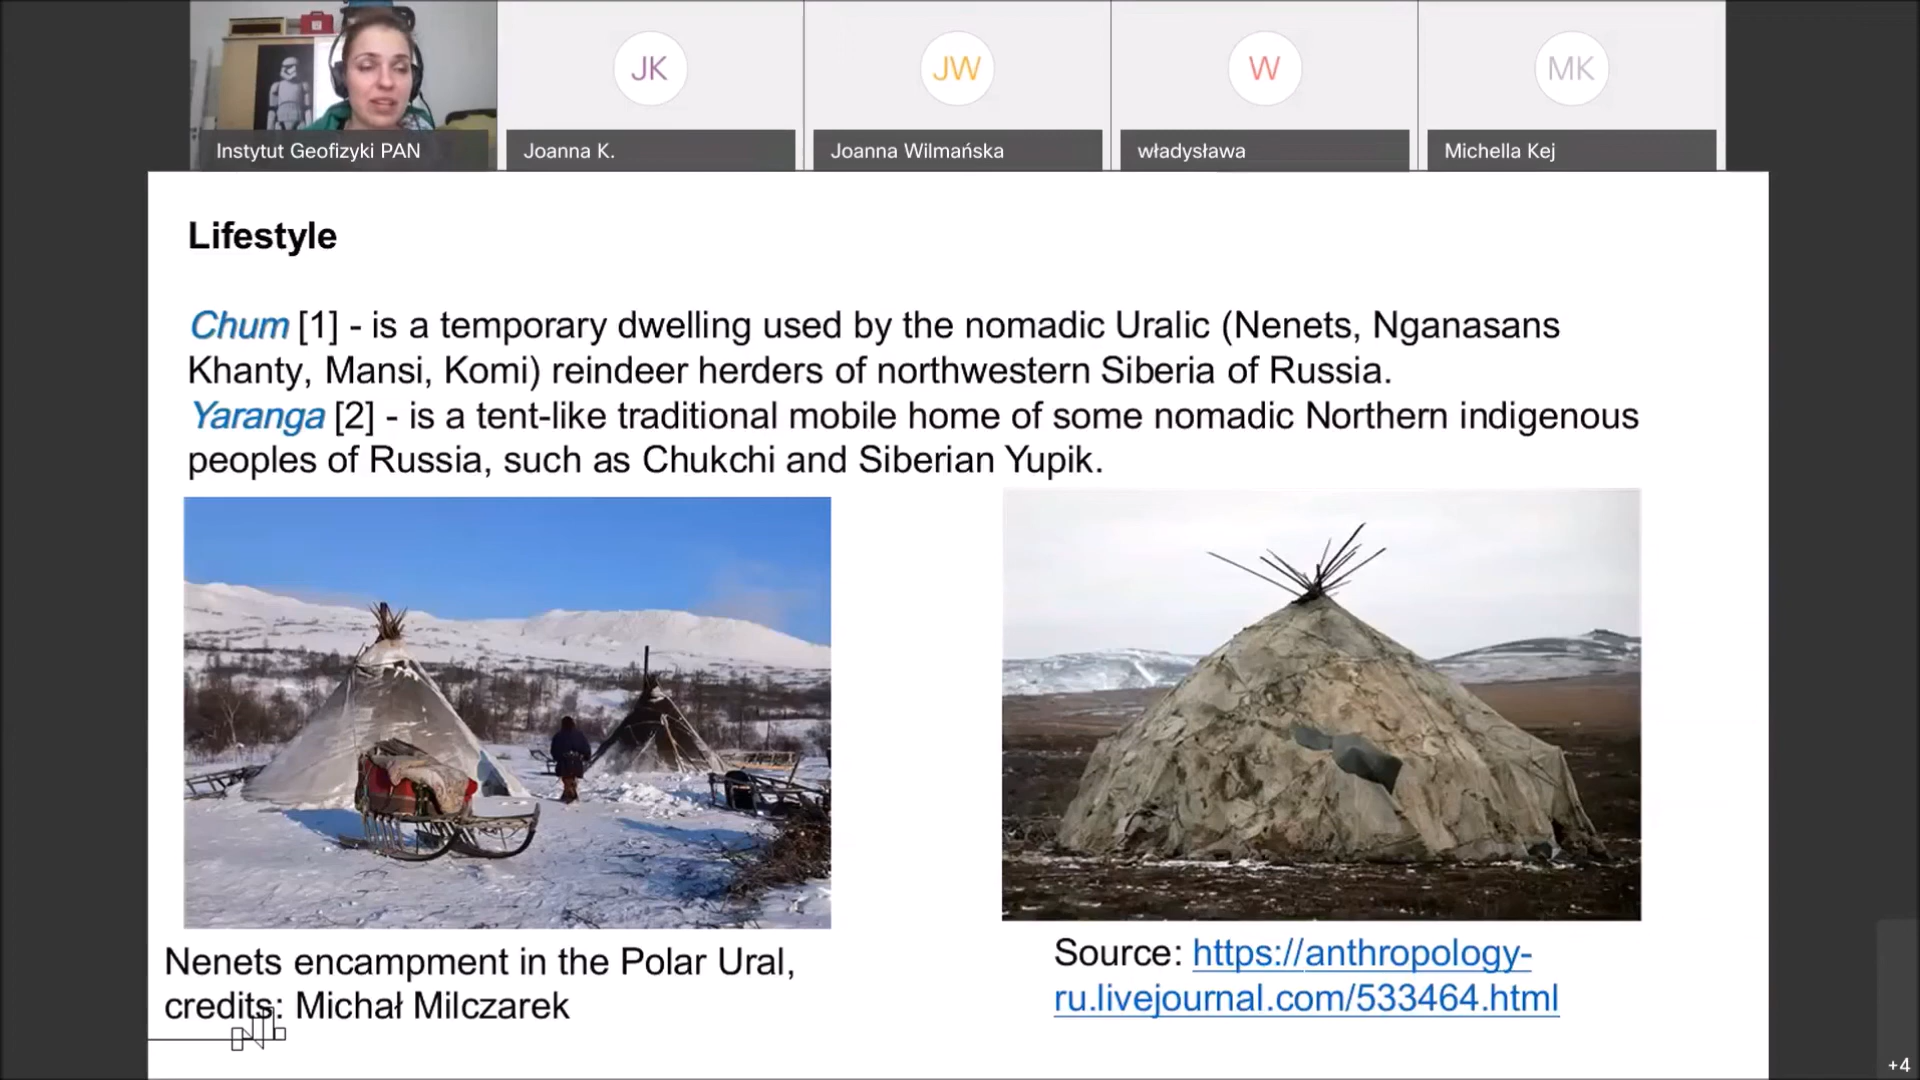 JK
JW
W
MK
Instytut Geofizyki PAN
Joanna K.
Joanna Wilmańska
władysława
Michella Kej
Lifestyle
Chum [1] - is a temporary dwelling used by the nomadic Uralic (Nenets, Nganasans
Khanty, Mansi, Komi) reindeer herders of northwestern Siberia of Russia.
Yaranga [2] - is a tent-like traditional mobile home of some nomadic Northern indigenous
peoples of Russia, such as Chukchi and Siberian Yupik.
Nenets encampment in the Polar Ural,
credits: Michał Milczarek
Source: https://anthropology-
ru.livejournal.com/533464.html
+4